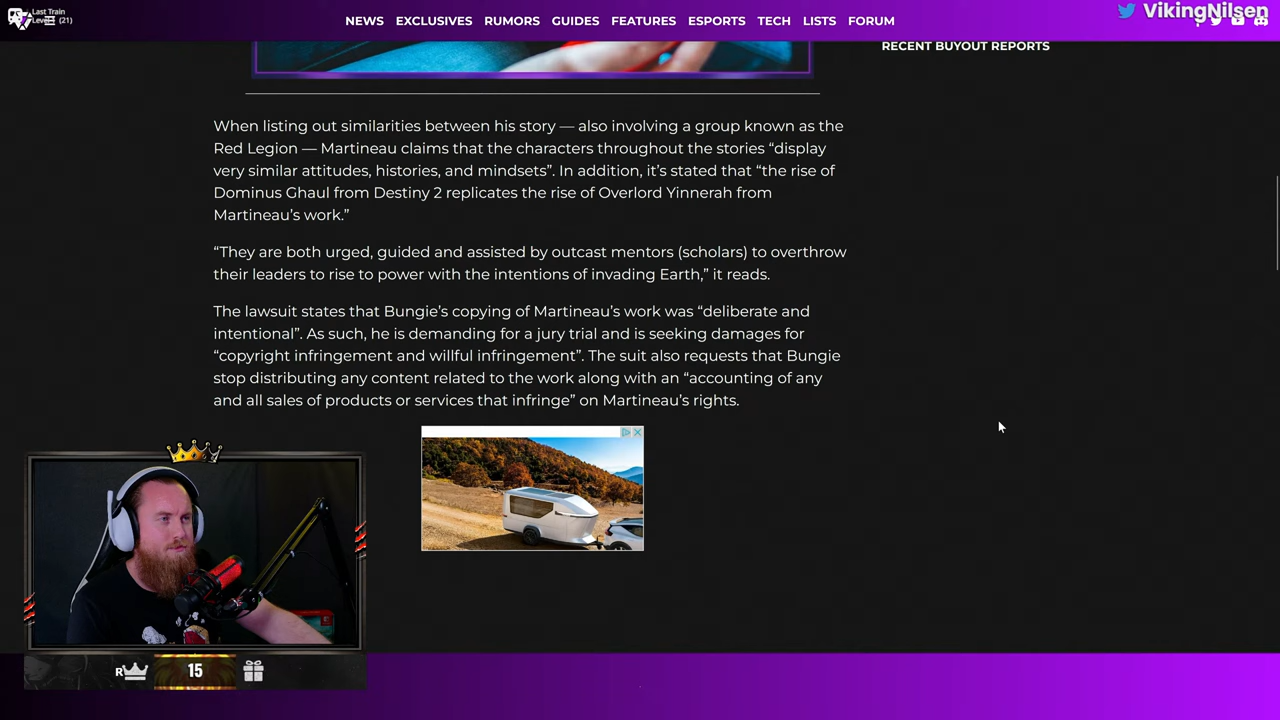 Last Train
Level (21)
NEWS EXCLUSIVES RUMORS GUIDES FEATURES ESPORTS TECH LISTS FORUM
VikingNilsen
RECENT BUYOUT REPORTS
When listing out similarities between his story — also involving a group known as the
Red Legion — Martineau claims that the characters throughout the stories “display
very similar attitudes, histories, and mindsets”. In addition, it’s stated that “the rise of
Dominus Ghaul from Destiny 2 replicates the rise of Overlord Yinnerah from
Martineau’s work.”
“They are both urged, guided and assisted by outcast mentors (scholars) to overthrow
their leaders to rise to power with the intentions of invading Earth,” it reads.
The lawsuit states that Bungie’s copying of Martineau’s work was “deliberate and
intentional”. As such, he is demanding for a jury trial and is seeking damages for
“copyright infringement and willful infringement”. The suit also requests that Bungie
stop distributing any content related to the work along with an “accounting of any
and all sales of products or services that infringe” on Martineau’s rights.
R
15